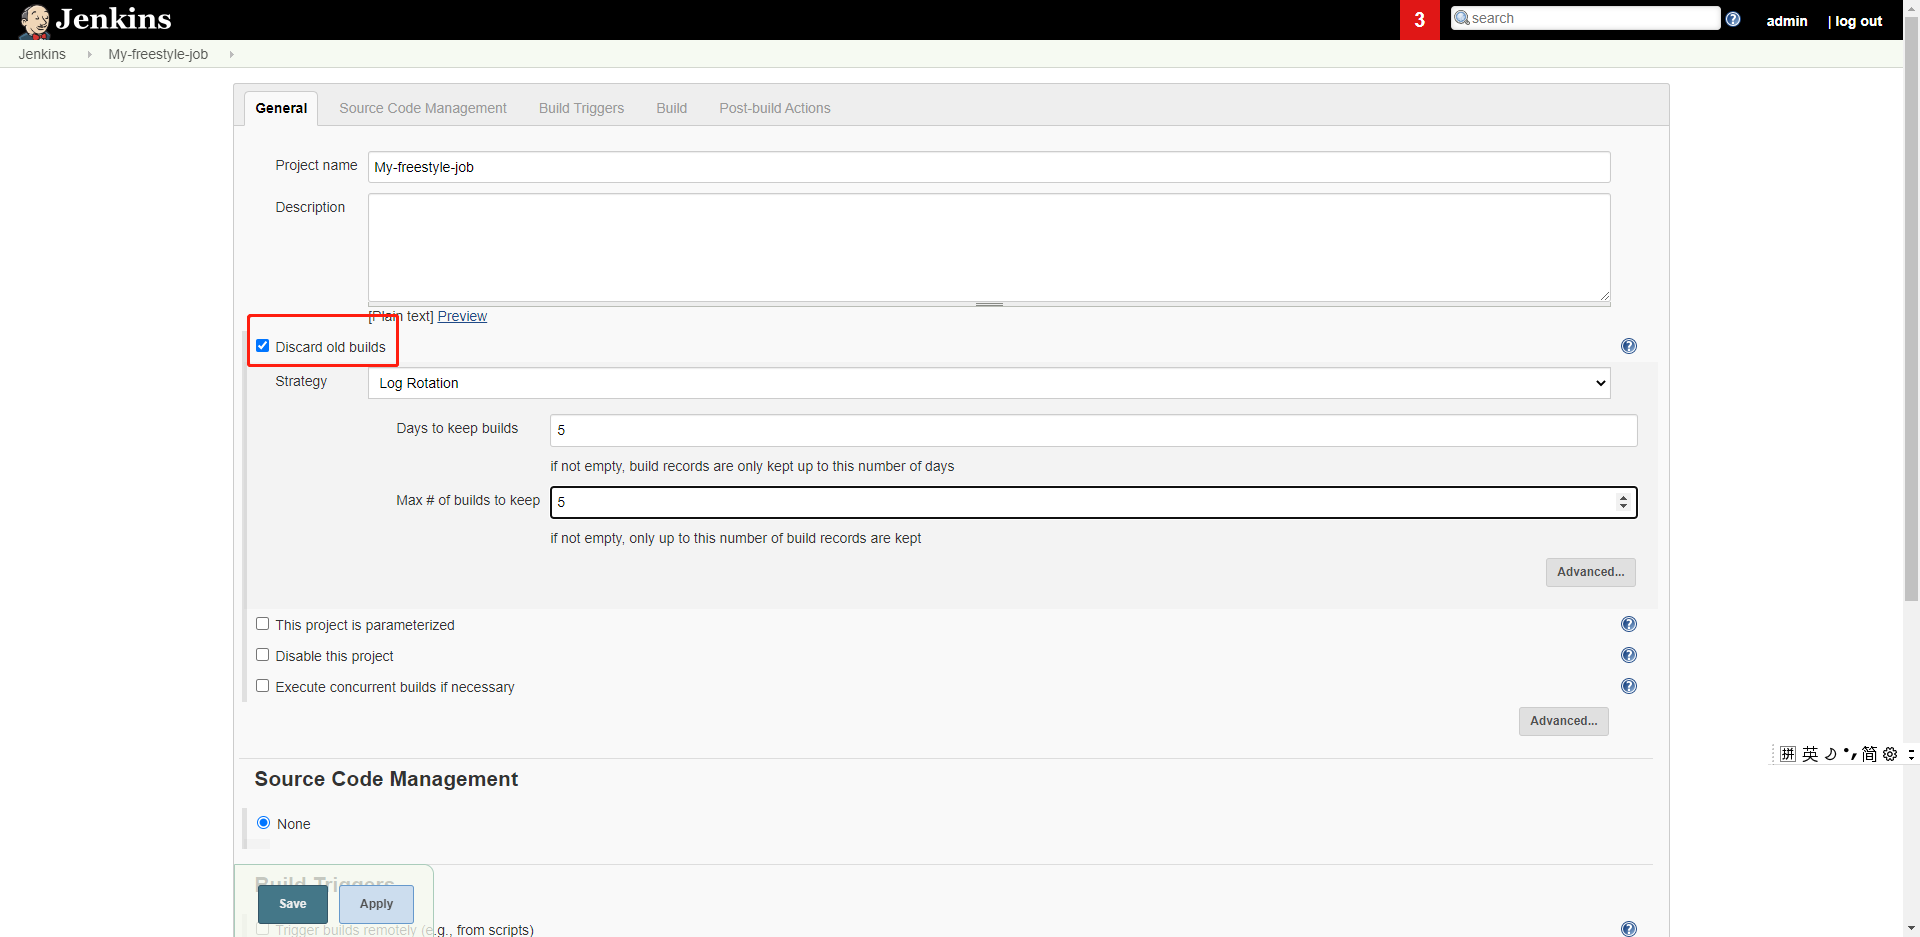 Jenkins
3
search
admin
| log out
Jenkins
My-freestyle-job
General
Source Code Management
Build Triggers
Build
Post-build Actions
Project name
My-freestyle-job
Description
[Plain text] Preview
Discard old builds
Strategy
Log Rotation
Days to keep builds
5
if not empty, build records are only kept up to this number of days
Max # of builds to keep
5
if not empty, only up to this number of build records are kept
Advanced...
This project is parameterized
Disable this project
Execute concurrent builds if necessary
Advanced...
拼 英 简
Source Code Management
None
Build Triggers
Save
Apply
Trigger builds remotely (e.g., from scripts)